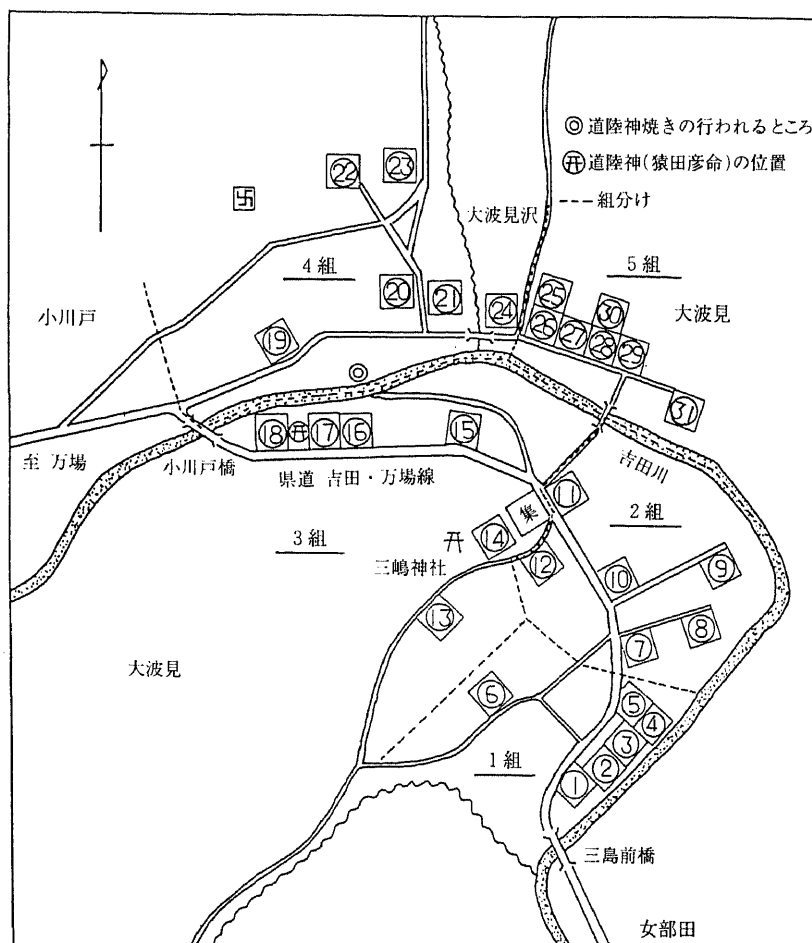 ◎道陸神焼きの行われるところ
⛩道陸神(猿田彦命)の位置
----組分け
大波見沢
卍
22
23
4組
5組
小川戸
20
21
24
25
30
大波見
26
27
28
29
19
31
18
17
16
15
至 万場
小川戸橋
県道 吉田・万場線
吉田川
11
集
2組
3組
14
三嶋神社
12
10
9
13
大波見
7
8
6
5
4
3
1組
2
1
三島前橋
女部田